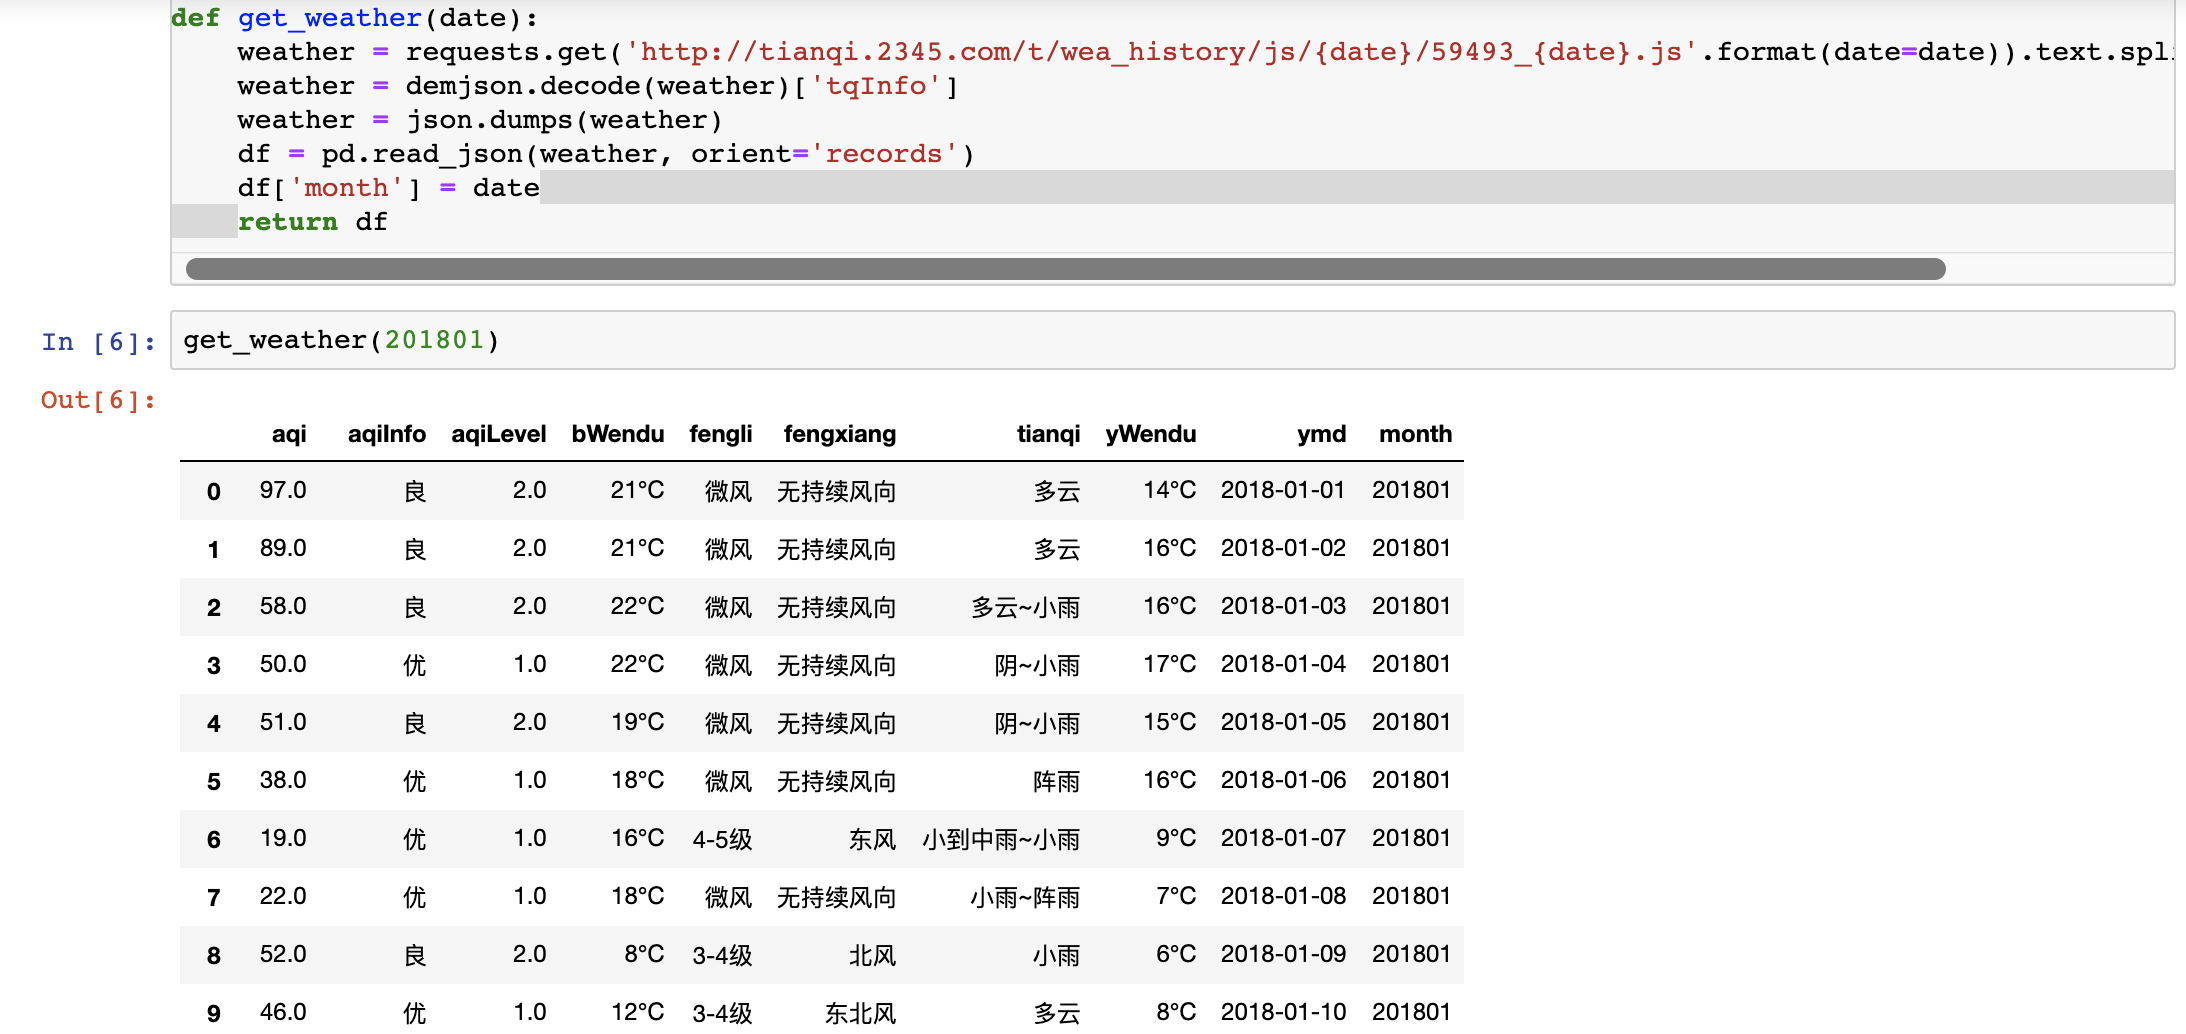 def get_weather(date):
    weather = requests.get('http://tianqi.2345.com/t/wea_history/js/{date}/59493_{date}.js'.format(date=date)).text.spl
    weather = demjson.decode(weather)['tqInfo']
    weather = json.dumps(weather)
    df = pd.read_json(weather, orient='records')
    df['month'] = date
    return df
In [6]: get_weather(201801)
Out[6]:
aqi aqiInfo aqiLevel bWendu fengli fengxiang tianqi yWendu ymd month
0 97.0 良 2.0 21°C 微风 无持续风向 多云 14°C 2018-01-01 201801
1 89.0 良 2.0 21°C 微风 无持续风向 多云 16°C 2018-01-02 201801
2 58.0 良 2.0 22°C 微风 无持续风向 多云~小雨 16°C 2018-01-03 201801
3 50.0 优 1.0 22°C 微风 无持续风向 阴~小雨 17°C 2018-01-04 201801
4 51.0 良 2.0 19°C 微风 无持续风向 阴~小雨 15°C 2018-01-05 201801
5 38.0 优 1.0 18°C 微风 无持续风向 阵雨 16°C 2018-01-06 201801
6 19.0 优 1.0 16°C 4-5级 东风 小到中雨~小雨 9°C 2018-01-07 201801
7 22.0 优 1.0 18°C 微风 无持续风向 小雨~阵雨 7°C 2018-01-08 201801
8 52.0 良 2.0 8°C 3-4级 北风 小雨 6°C 2018-01-09 201801
9 46.0 优 1.0 12°C 3-4级 东北风 多云 8°C 2018-01-10 201801